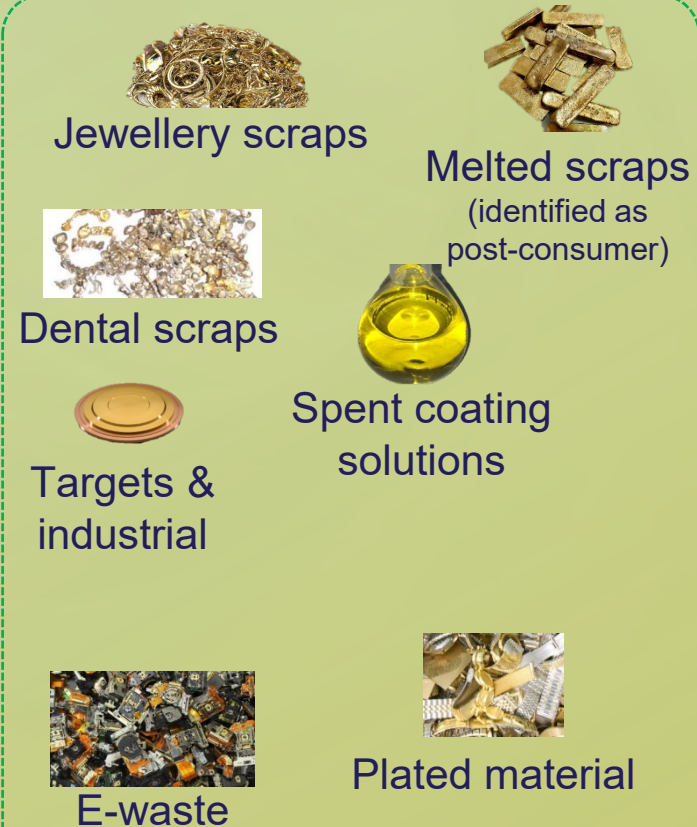 Jewellery scraps
Melted scraps
(identified as
post-consumer)
Dental scraps
Spent coating
solutions
Targets &
industrial
Plated material
E-waste